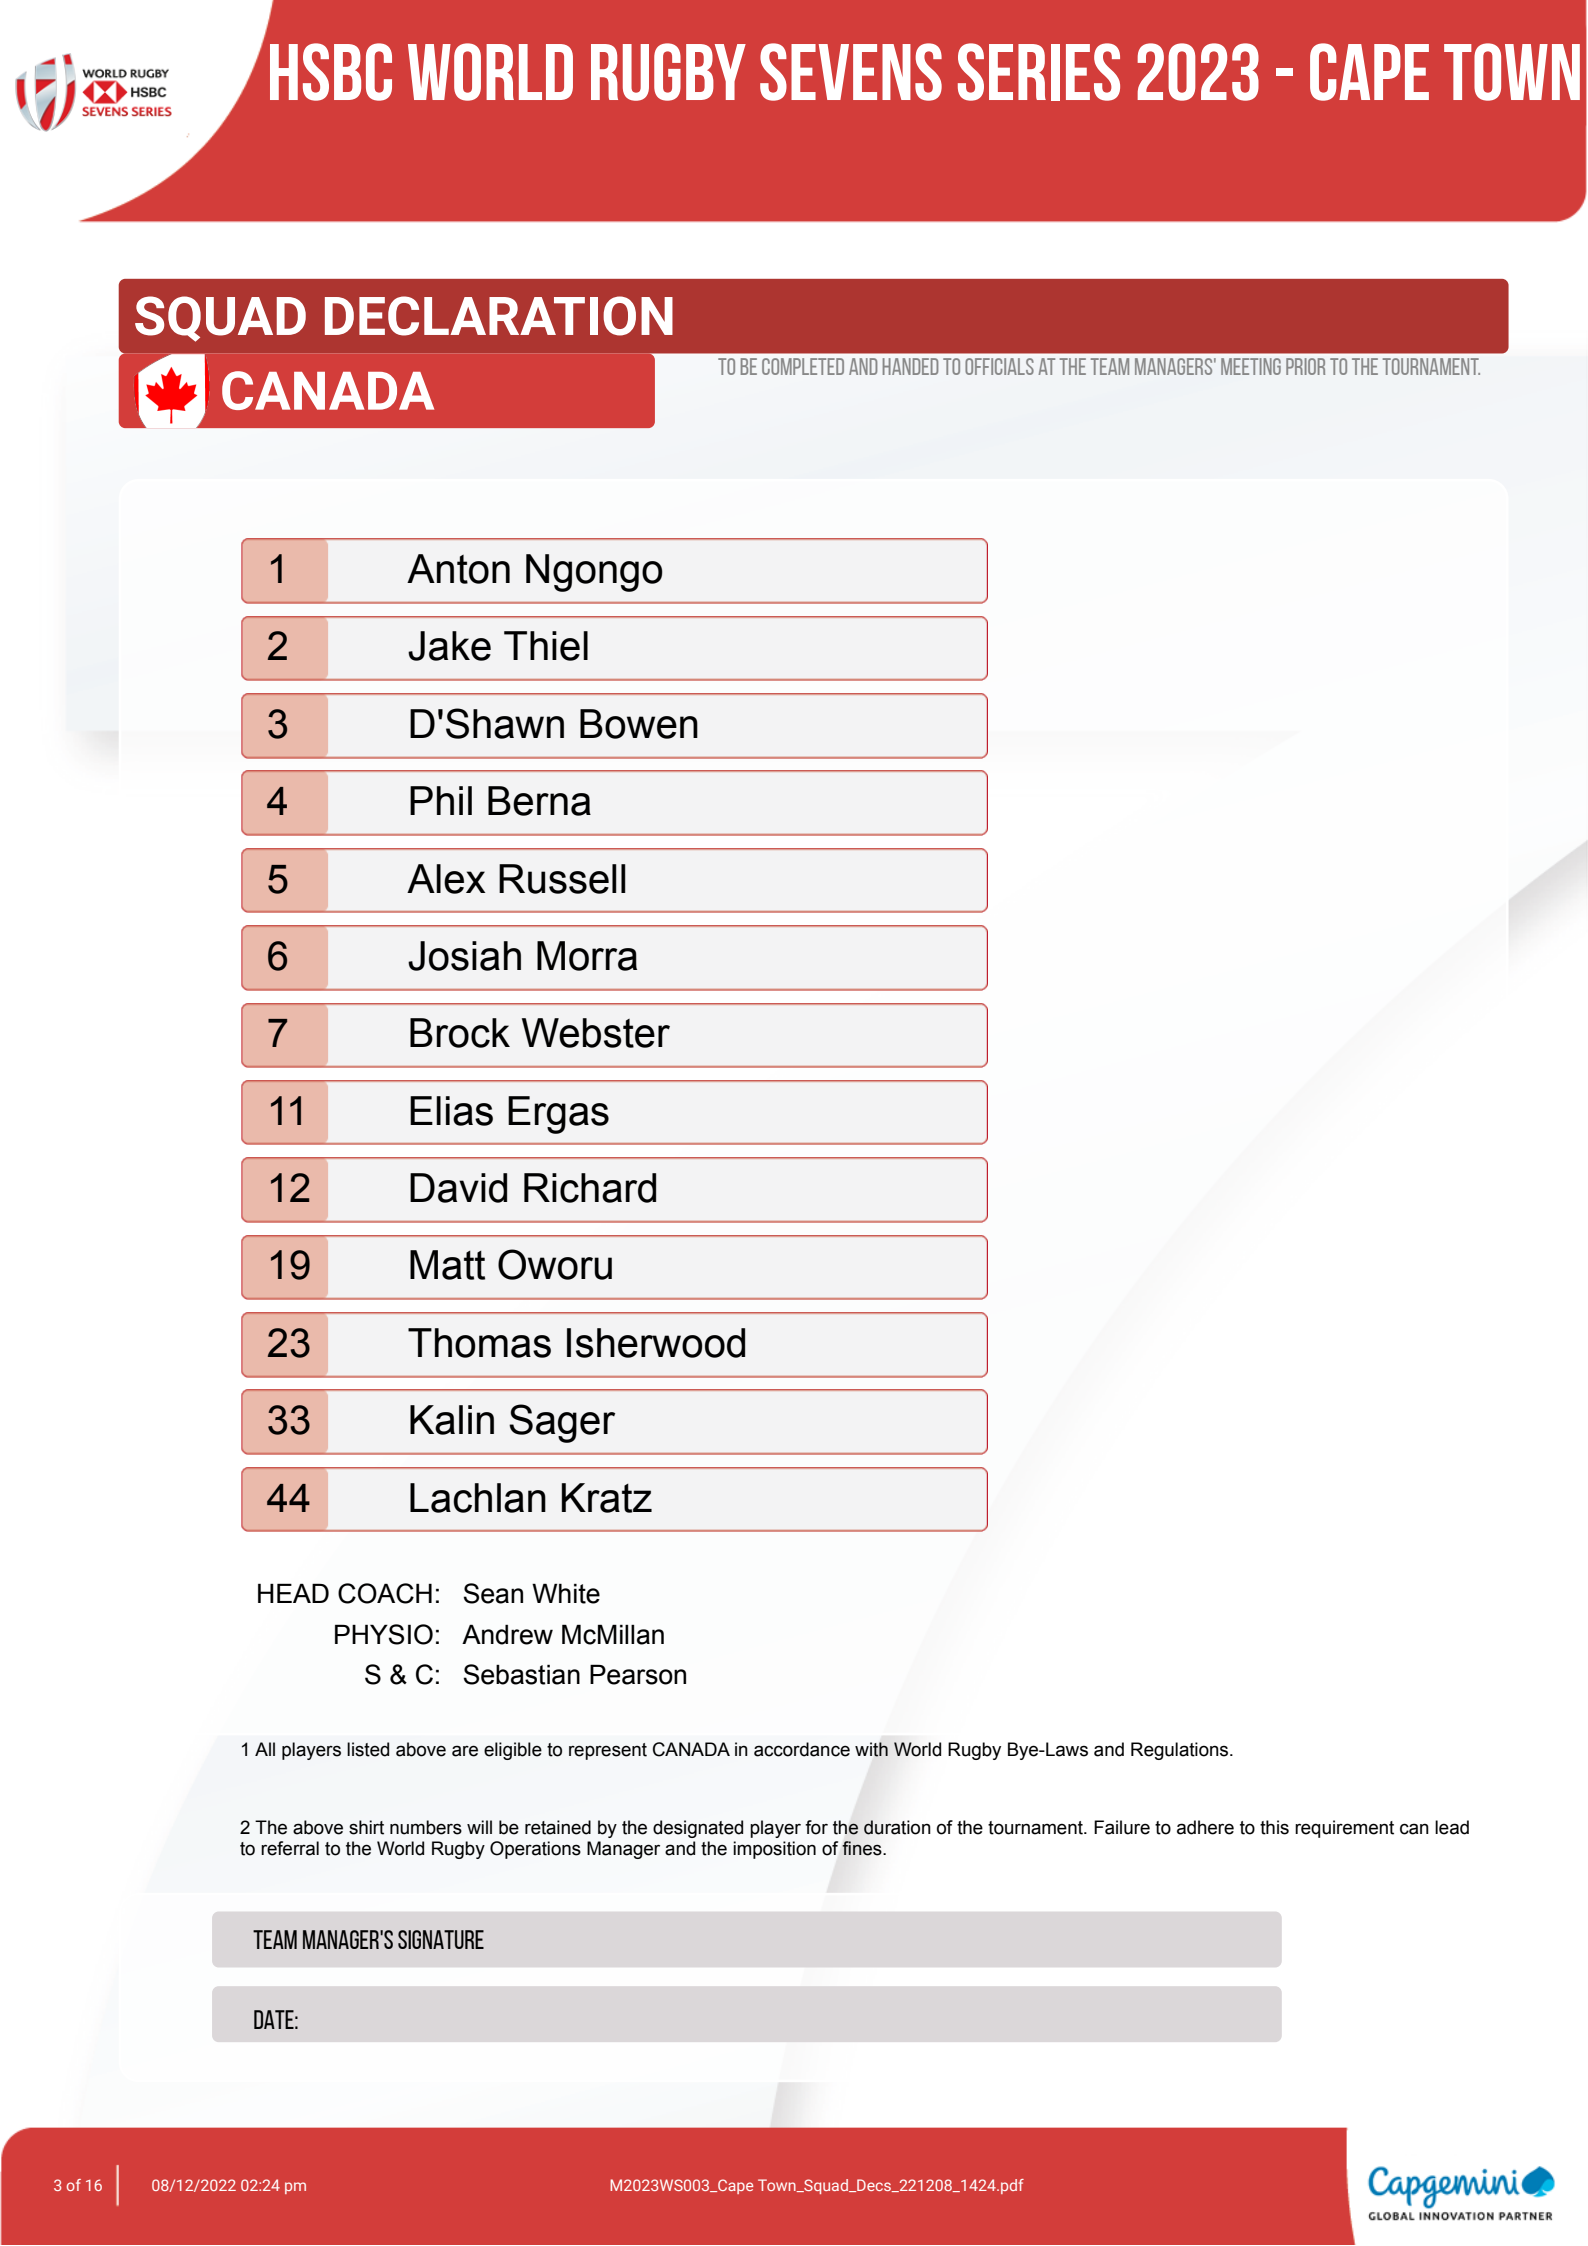 WORLD RUGBY
HSBC
SEVENS SERIES
HSBC WORLD RUGBY SEVENS SERIES 2023 - CAPE TOWN
SQUAD DECLARATION
CANADA
TO BE COMPLETED AND HANDED TO OFFICIALS AT THE TEAM MANAGERS' MEETING PRIOR TO THE TOURNAMENT.
1 Anton Ngongo
2 Jake Thiel
3 D'Shawn Bowen
4 Phil Berna
5 Alex Russell
6 Josiah Morra
7 Brock Webster
11 Elias Ergas
12 David Richard
19 Matt Oworu
23 Thomas Isherwood
33 Kalin Sager
44 Lachlan Kratz
HEAD COACH: Sean White
PHYSIO: Andrew McMillan
S & C: Sebastian Pearson
1 All players listed above are eligible to represent CANADA in accordance with World Rugby Bye-Laws and Regulations.
2 The above shirt numbers will be retained by the designated player for the duration of the tournament. Failure to adhere to this requirement can lead
to referral to the World Rugby Operations Manager and the imposition of fines.
TEAM MANAGER'S SIGNATURE
DATE:
3 of 16 08/12/2022 02:24 pm M2023WS003_Cape Town_Squad_Decs_221208_1424.pdf
Capgemini
GLOBAL INNOVATION PARTNER